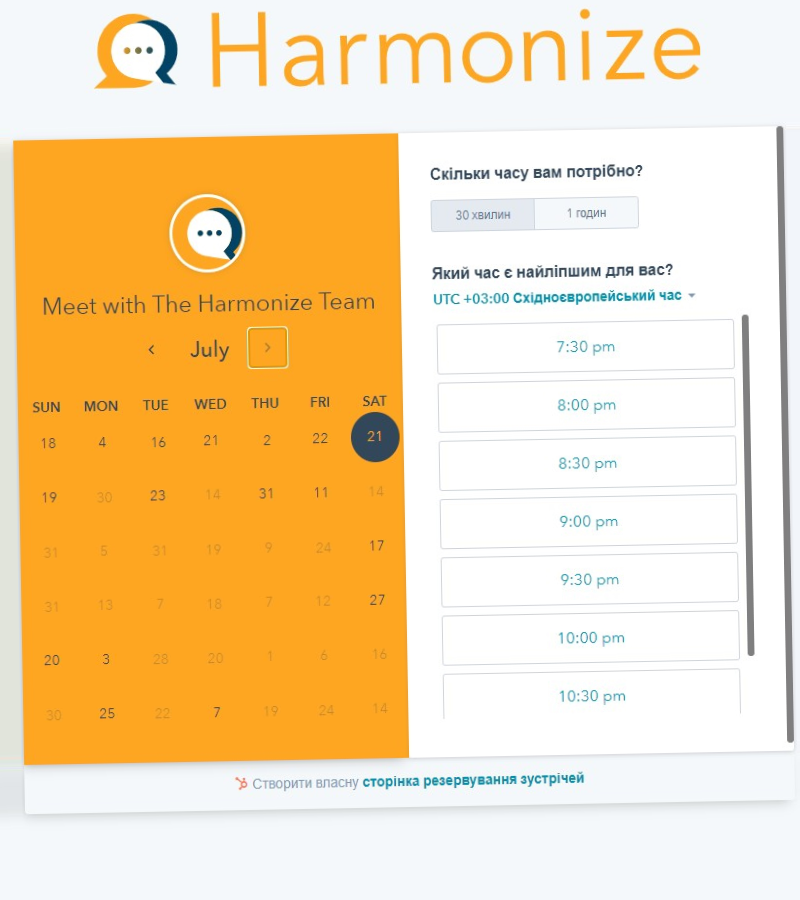 Harmonize
Meet with The Harmonize Team
July
SUN MON TUE WED THU FRI SAT
18 4 16 21 2 22 21
19 30 23 14 31 11 14
31 5 31 19 9 24 17
31 13 7 18 7 12 27
20 3 28 20 1 6 16
30 25 22 7 19 24 14
Скільки часу вам потрібно?
30 хвилин 1 годин
Який час є найліпшим для вас?
UTC +03:00 Східноєвропейський час
7:30 pm
8:00 pm
8:30 pm
9:00 pm
9:30 pm
10:00 pm
10:30 pm
Створити власну сторінка резервування зустрічей